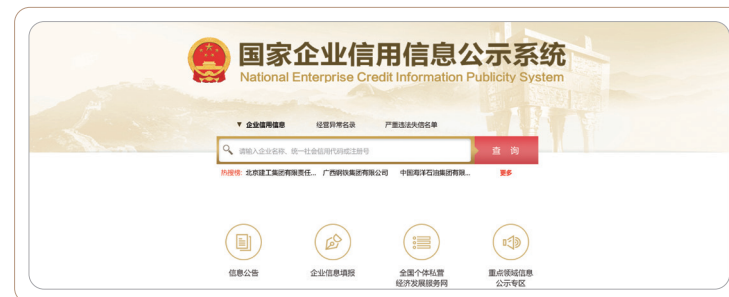 国家企业信用信息公示系统
National Enterprise Credit Information Publicity System
▼ 企业信用信息 经营异常名录 严重违法失信名单
请输入企业名称、统一社会信用代码或注册号 查询
热搜榜: 北京建工集团有限责任... 广西钢铁集团有限公司 中国海洋石油集团有限... 更多
信息公告 企业信息填报 全国个体私营 重点领域信息
经济发展服务网 公示专区